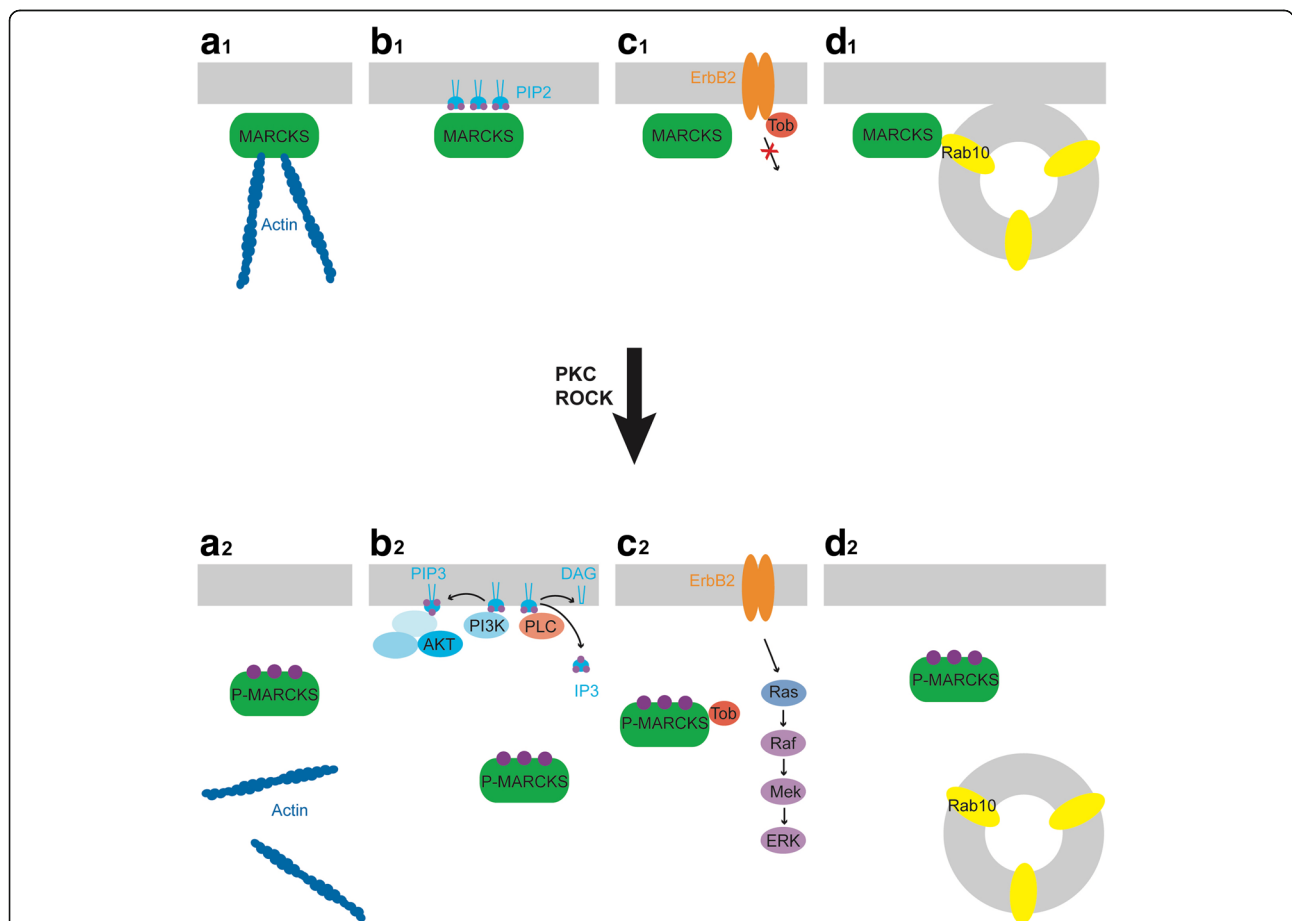 a1
b1
c1
d1
ErbB2
PIP2
MARCKS
MARCKS
MARCKS
Tob
MARCKS
Rab10
Actin
PKC
ROCK
a2
b2
c2
d2
PIP3
DAG
ErbB2
AKT
PI3K
PLC
IP3
P-MARCKS
P-MARCKS
P-MARCKS
Tob
Ras
Raf
Mek
ERK
P-MARCKS
Actin
Rab10